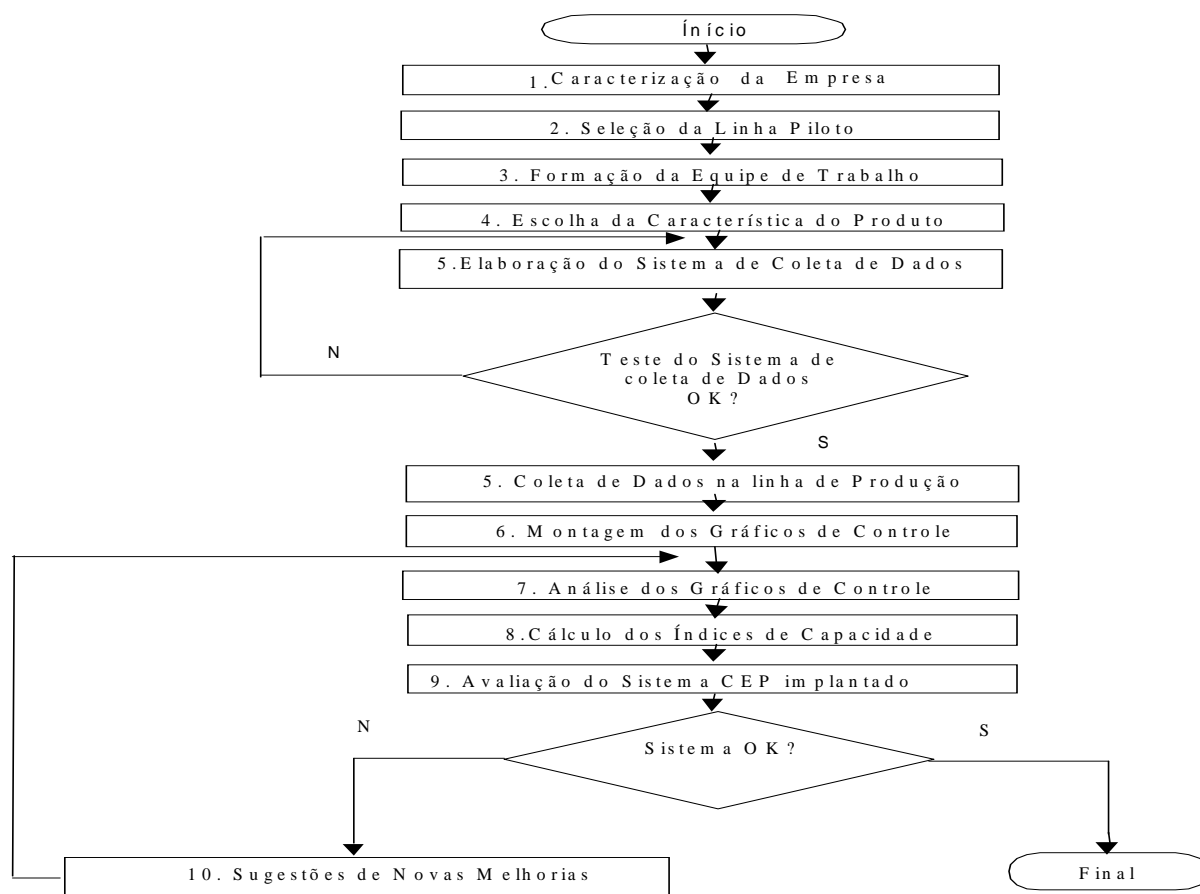 Início
1.Caracterização da Empresa
2. Seleção da Linha Piloto
3. Formação da Equipe de Trabalho
4. Escolha da Característica do Produto
5.Elaboração do Sistema de Coleta de Dados
N
Teste do Sistema de
coleta de Dados
OK?
S
5. Coleta de Dados na linha de Produção
6. Montagem dos Gráficos de Controle
7. Análise dos Gráficos de Controle
8.Cálculo dos Índices de Capacidade
9. Avaliação do Sistema CEP implantado
N
Sistema OK?
S
10. Sugestões de Novas Melhorias
Final